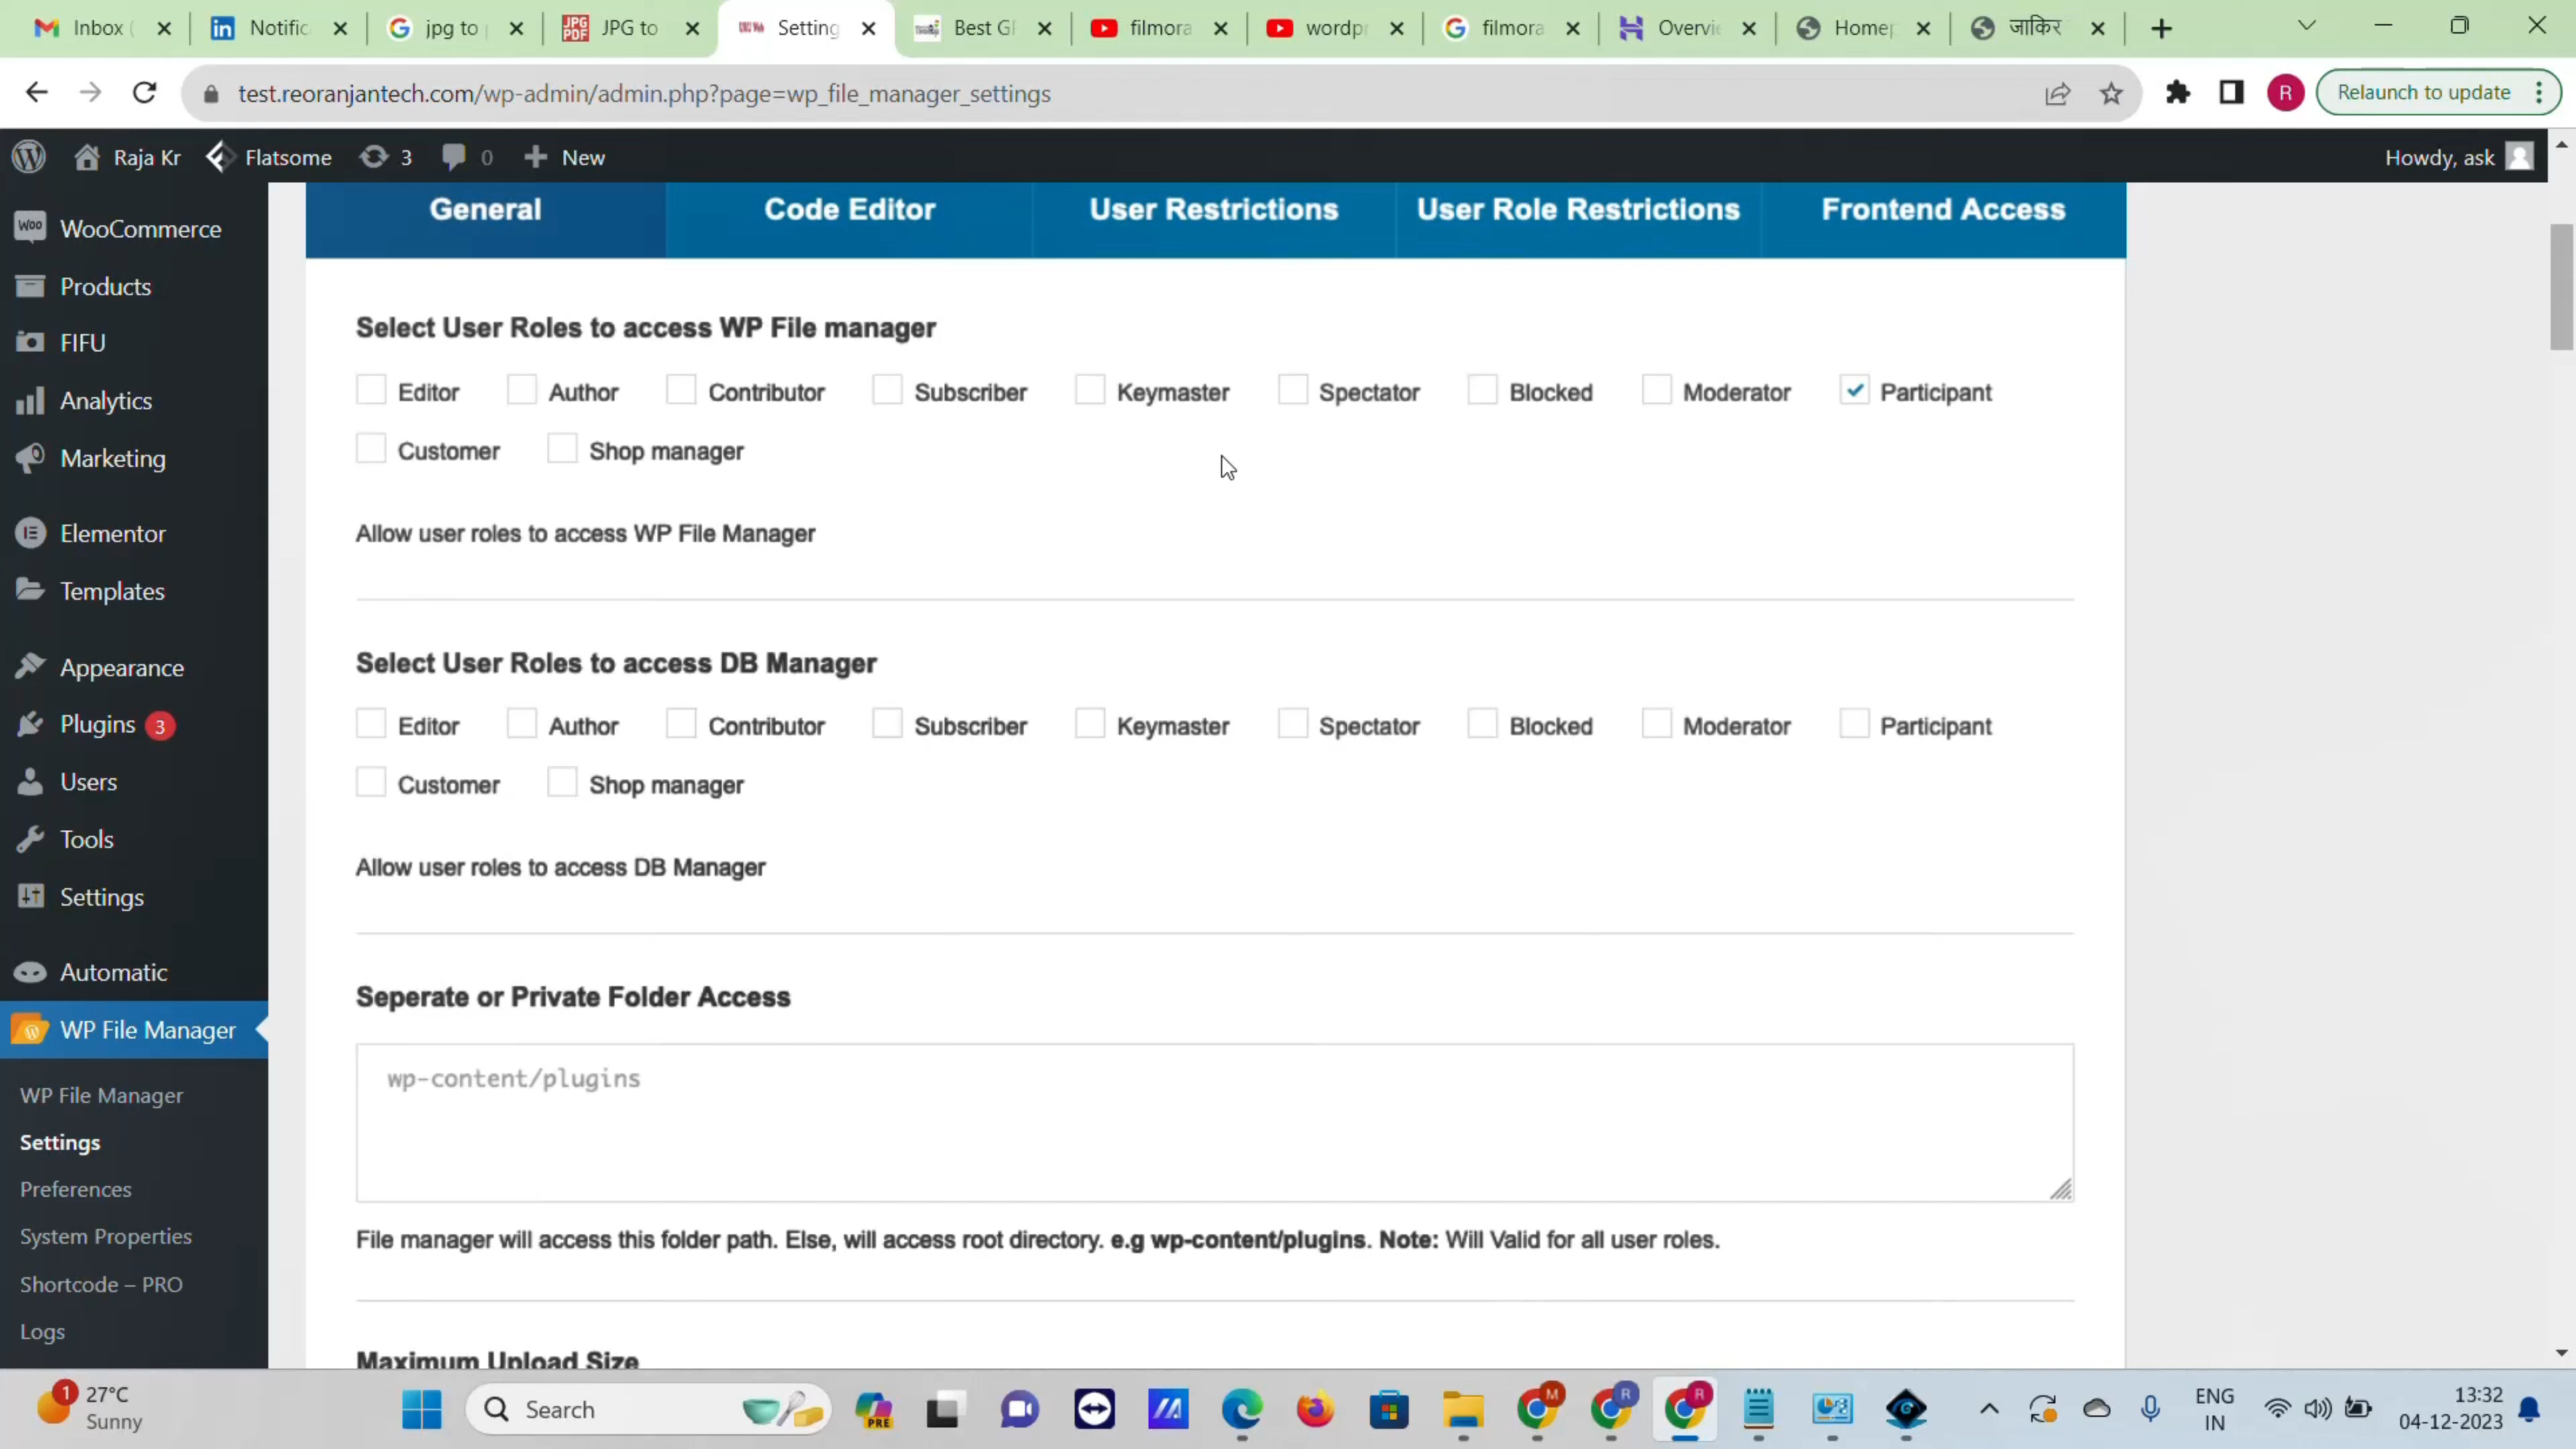 Inbox (
Notific
jpg to
JPG to
Setting
Best GP
filmora
wordpr
filmora
Overvie
Home
जाकिर
test.reoranjantech.com/wp-admin/admin.php?page=wp_file_manager_settings
R
Relaunch to update
Raja Kr
Flatsome
3
0
New
Howdy, ask
WooCommerce
Products
FIFU
Analytics
Marketing
Elementor
Templates
Appearance
Plugins 3
Users
Tools
Settings
Automatic
WP File Manager
WP File Manager
Settings
Preferences
System Properties
Shortcode – PRO
Logs
General
Code Editor
User Restrictions
User Role Restrictions
Frontend Access
Select User Roles to access WP File manager
Editor Author Contributor Subscriber Keymaster Spectator Blocked Moderator Participant
Customer Shop manager
Allow user roles to access WP File Manager
Select User Roles to access DB Manager
Editor Author Contributor Subscriber Keymaster Spectator Blocked Moderator Participant
Customer Shop manager
Allow user roles to access DB Manager
Seperate or Private Folder Access
wp-content/plugins
File manager will access this folder path. Else, will access root directory. e.g wp-content/plugins. Note: Will Valid for all user roles.
Maximum Upload Size
1
27°C
Sunny
Search
PRE
M
R
R
ENG
IN
13:32
04-12-2023